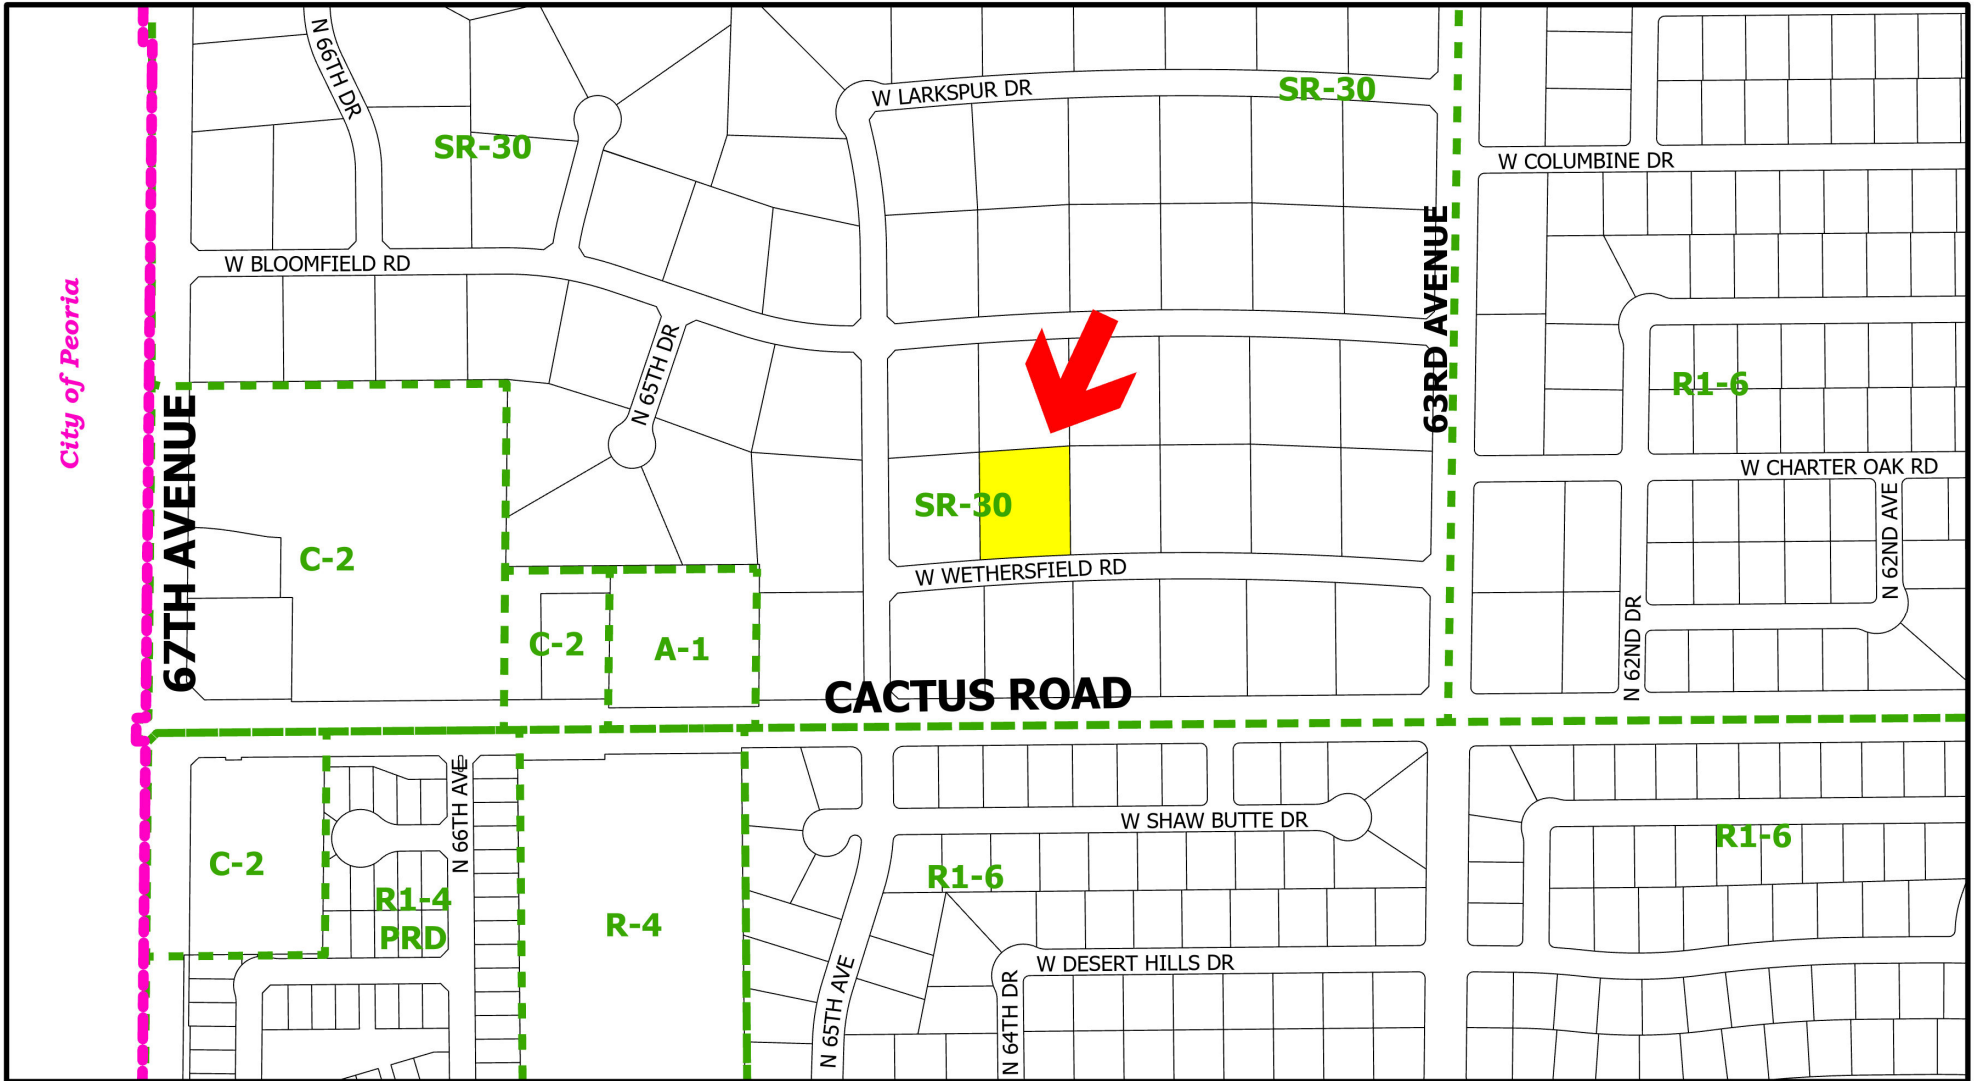 N 66TH DR
W LARKSPUR DR
SR-30
SR-30
W COLUMBINE DR
W BLOOMFIELD RD
63RD AVENUE
City of Peoria
N 65TH DR
R1-6
67TH AVENUE
W CHARTER OAK RD
SR-30
N 62ND AVE
C-2
W WETHERSFIELD RD
C-2
A-1
N 62ND DR
CACTUS ROAD
N 66TH AVE
W SHAW BUTTE DR
R1-6
C-2
R1-6
R1-4
PRD
R-4
W DESERT HILLS DR
N 65TH AVE
N 64TH DR